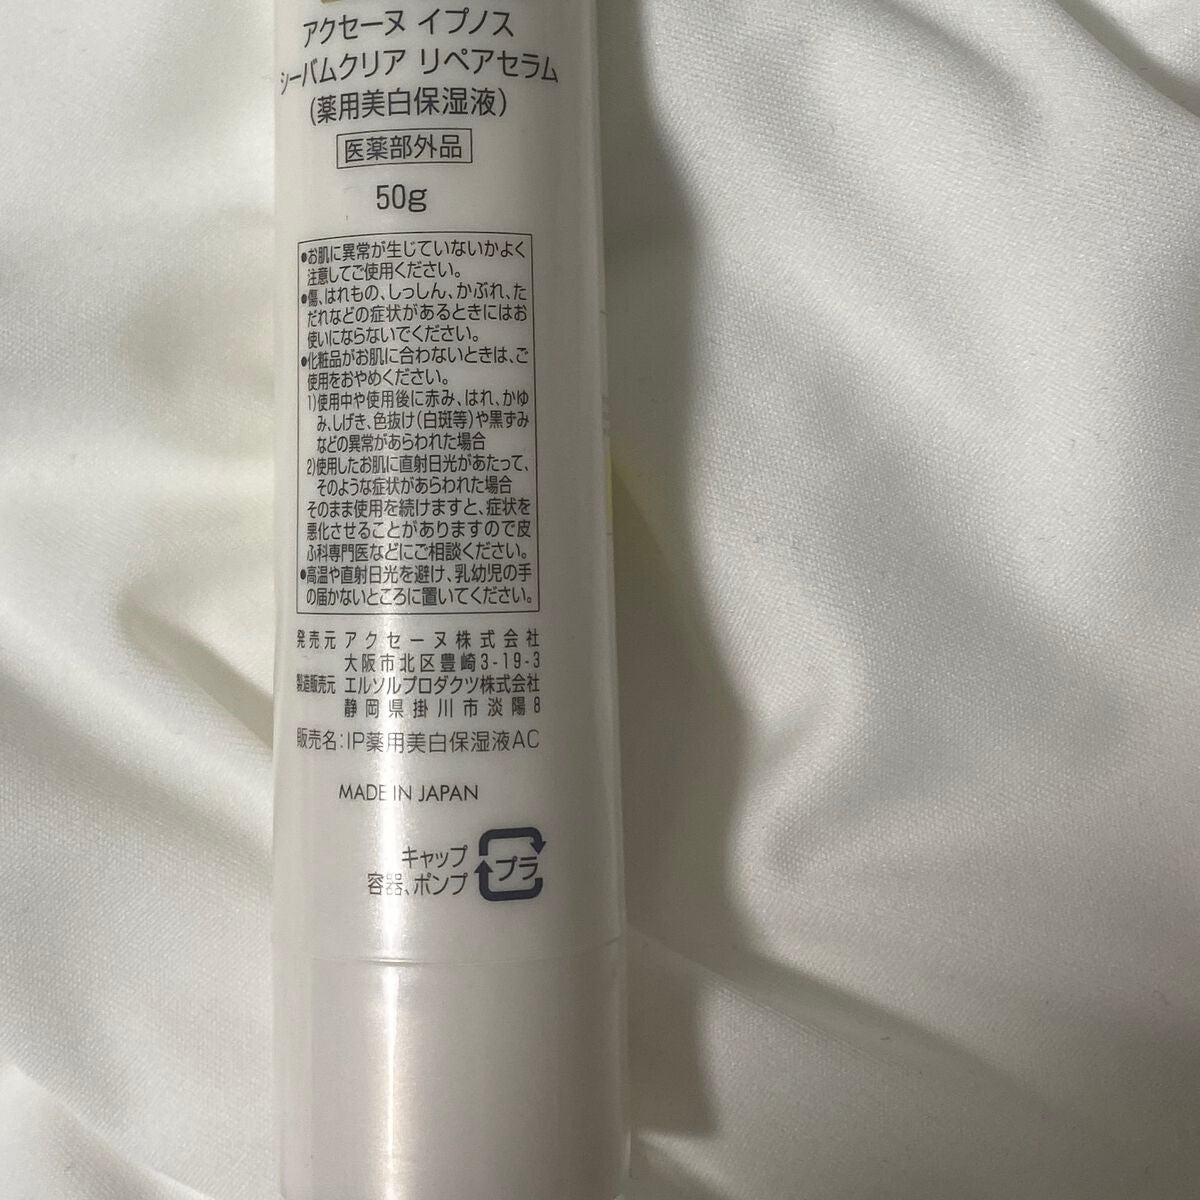 アクセーヌ イプノス
シーバムクリア リペアセラム
(薬用美白保湿液)
医薬部外品
50g
●お肌に異常が生じていないかよく
注意してご使用ください。
●傷、はれもの、しっしん、かぶれ、た
だれなどの症状があるときにはお
使いにならないでください。
●化粧品がお肌に合わないときは、ご
使用をおやめください。
1)使用中や使用後に赤み、はれ、かゆ
み、しげき、色抜け(白斑等)や黒ずみ
などの異常があらわれた場合
2)使用したお肌に直射日光があたって、
そのような症状があらわれた場合
そのまま使用を続けますと、症状を
悪化させることがありますので皮
ふ科専門医などにご相談ください。
●高温や直射日光を避け、乳幼児の手
の届かないところに置いてください。
発売元 アクセーヌ株式会社
大阪市北区豊崎3-19-3
製造販売元 エルソルプロダクツ株式会社
静岡県掛川市淡陽8
販売名:IP薬用美白保湿液AC
MADE IN JAPAN
キャップ
容器、ポンプ
プラ